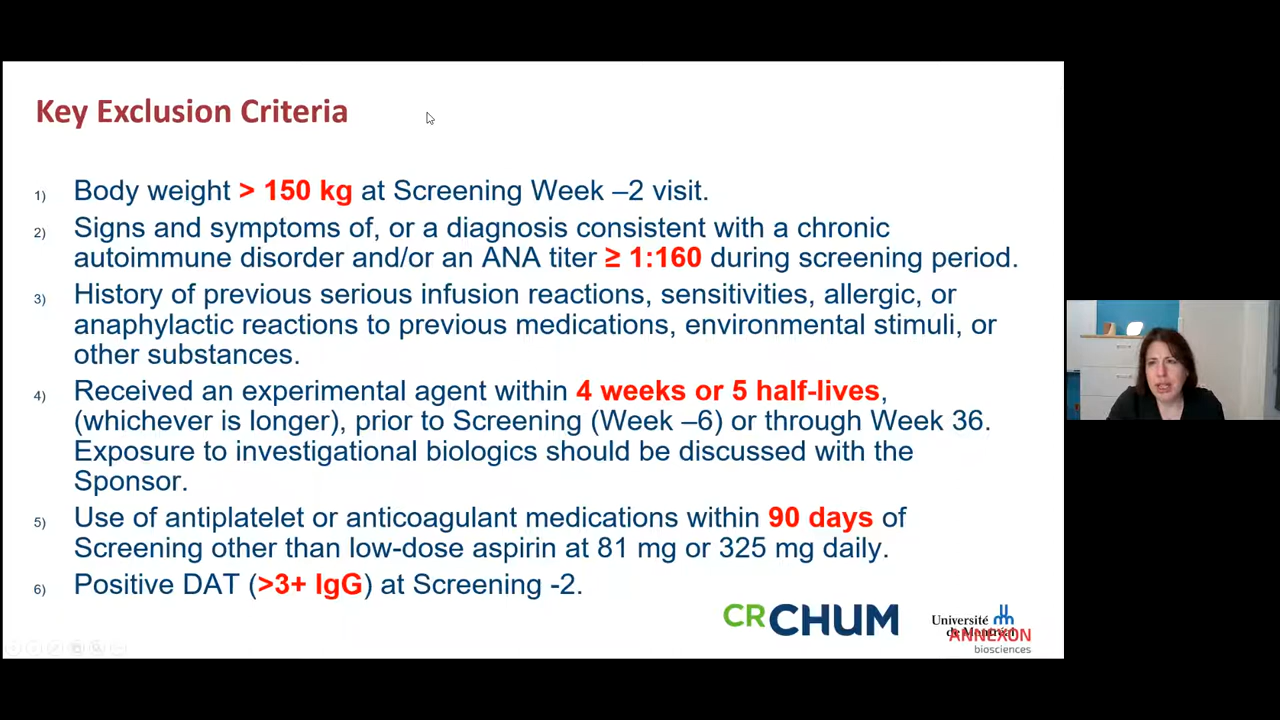 Key Exclusion Criteria
1) Body weight > 150 kg at Screening Week –2 visit.
2) Signs and symptoms of, or a diagnosis consistent with a chronic
autoimmune disorder and/or an ANA titer ≥ 1:160 during screening period.
3) History of previous serious infusion reactions, sensitivities, allergic, or
anaphylactic reactions to previous medications, environmental stimuli, or
other substances.
4) Received an experimental agent within 4 weeks or 5 half-lives,
(whichever is longer), prior to Screening (Week –6) or through Week 36.
Exposure to investigational biologics should be discussed with the
Sponsor.
5) Use of antiplatelet or anticoagulant medications within 90 days of
Screening other than low-dose aspirin at 81 mg or 325 mg daily.
6) Positive DAT (>3+ IgG) at Screening -2.
CRCHUM
Université
de Montréal
ANNEXON
biosciences